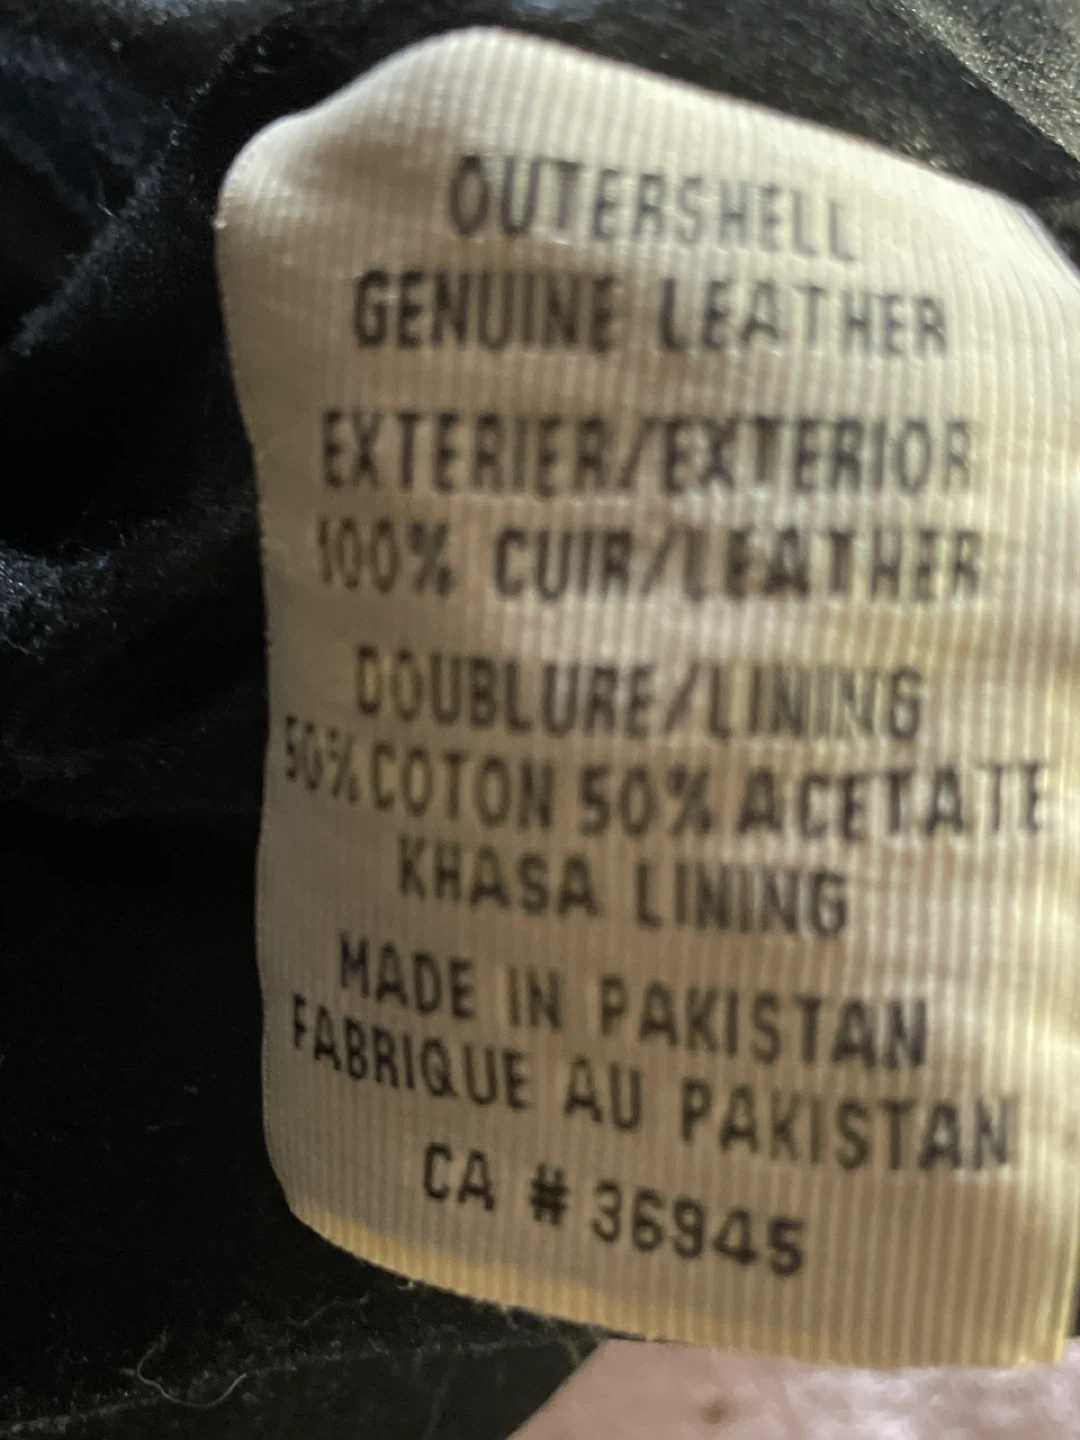 OUTERSHELL
GENUINE LEATHER
EXTERIER/EXTERIOR
100% CUIR/LEATHER
DOUBLURE/LINING
50% COTON 50% ACETATE
KHASA LINING
MADE IN PAKISTAN
FABRIQUE AU PAKISTAN
CA # 36945